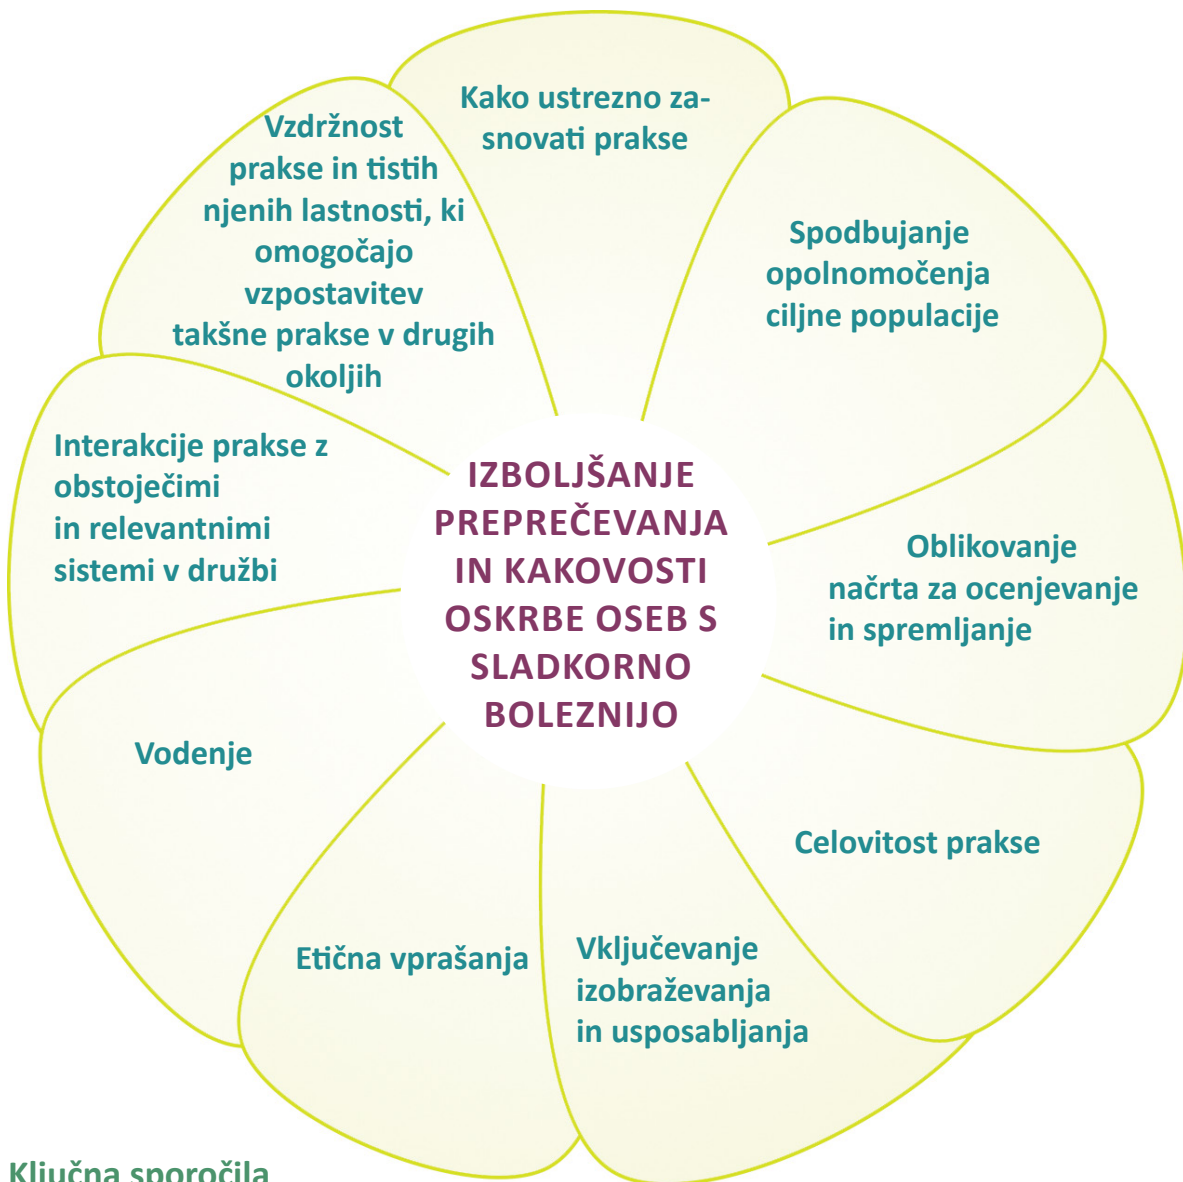 Kako ustrezno za-
snovati prakse
Spodbujanje
opolnomočenja
ciljne populacije
Oblikovanje
načrta za ocenjevanje
in spremljanje
Celovitost prakse
Vključevanje
izobraževanja
in usposabljanja
Etična vprašanja
Vodenje
Interakcije prakse z
obstoječimi
in relevantnimi
sistemi v družbi
Vzdržnost
prakse in tistih
njenih lastnosti, ki
omogočajo
vzpostavitev
takšne prakse v drugih
okoljih
IZBOLJŠANJE
PREPREČEVANJA
IN KAKOVOSTI
OSKRBE OSEB S
SLADKORNO
BOLEZNIJO
Ključna sporočila